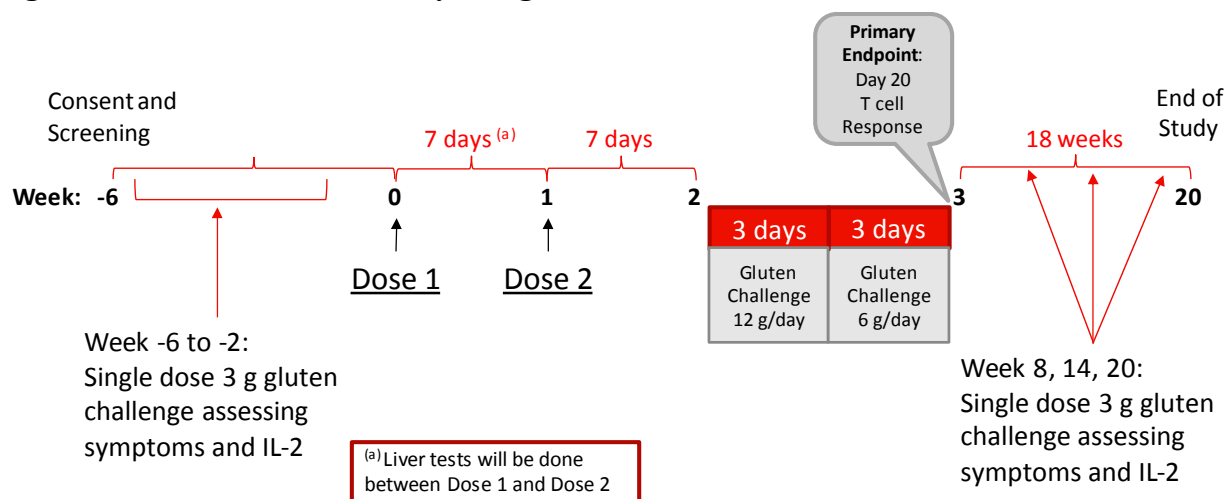 Primary
Endpoint:
Day 20
T cell
Response
Consent and
Screening
7 days (a)
7 days
18 weeks
End of
Study
Week: -6 0 1 2 3 20
3 days 3 days
Dose 1
Dose 2
Gluten
Challenge
12 g/day
Gluten
Challenge
6 g/day
Week -6 to -2:
Single dose 3 g gluten
challenge assessing
symptoms and IL-2
Week 8, 14, 20:
Single dose 3 g gluten
challenge assessing
symptoms and IL-2
(a) Liver tests will be done
between Dose 1 and Dose 2